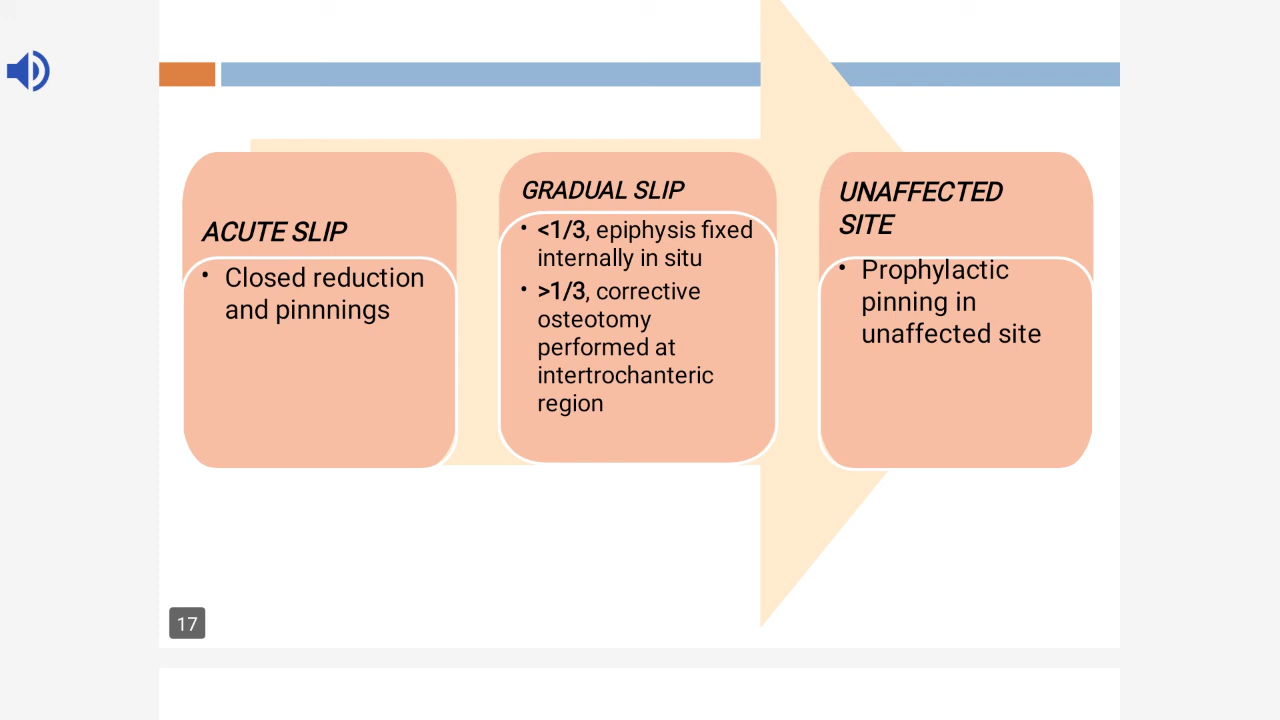 ACUTE SLIP
• Closed reduction
and pinnnings
GRADUAL SLIP
• <1/3, epiphysis fixed
internally in situ
• >1/3, corrective
osteotomy
performed at
intertrochanteric
region
UNAFFECTED
SITE
• Prophylactic
pinning in
unaffected site
17